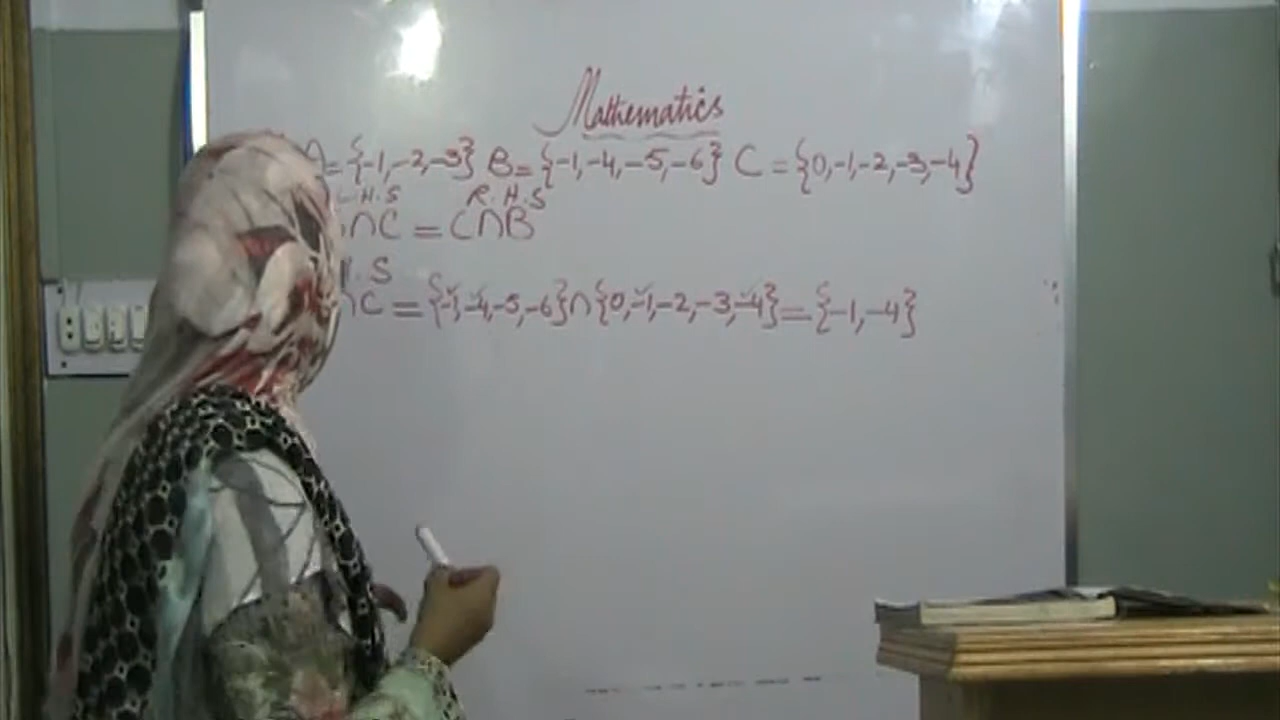 Mathematics
A={-1,-2,-3} B={-1,-4,-5,-6} C={0,-1,-2,-3,-4}
L.H.S R.H.S
∩C=C∩B
H.S
∩C={-1,-4,-5,-6}∩{0,-1,-2,-3,-4}={-1,-4}